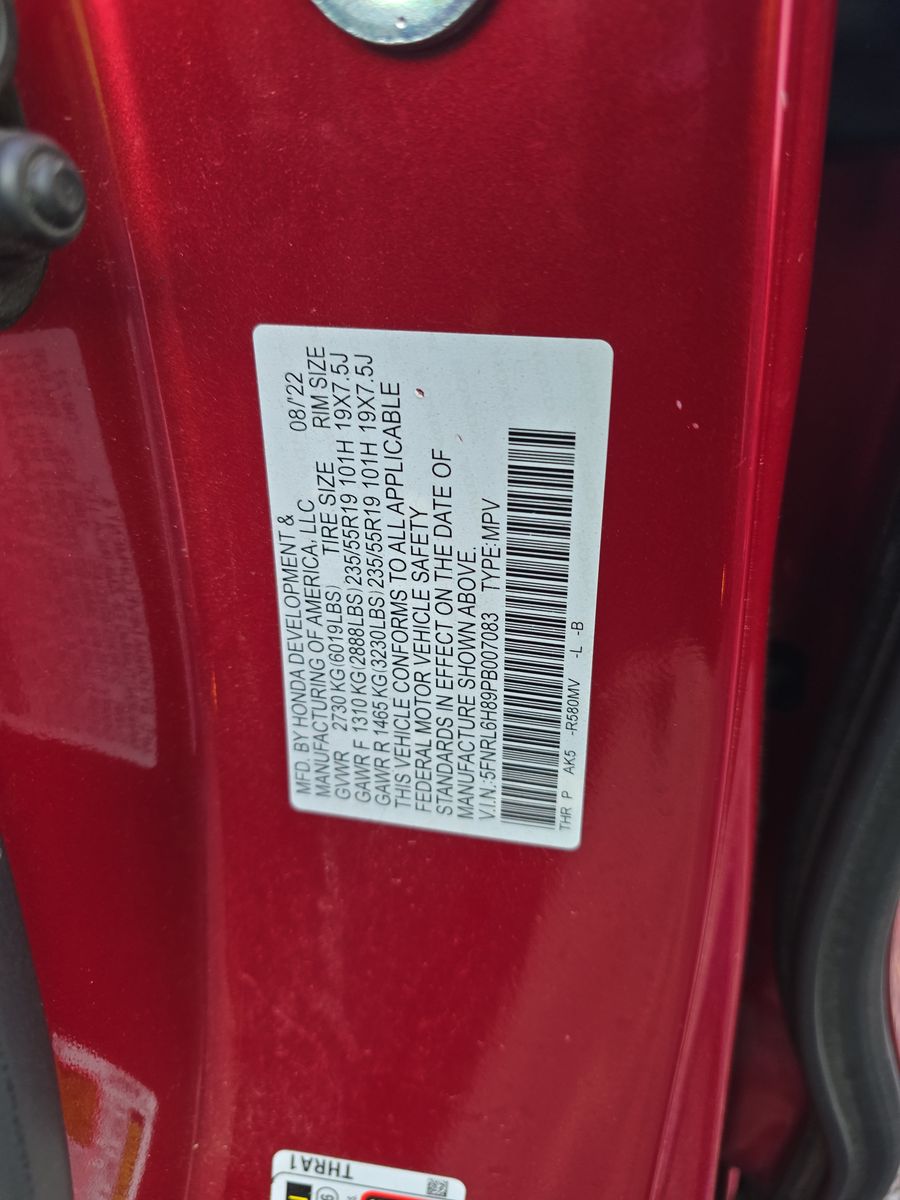 MFD. BY HONDA DEVELOPMENT &
MANUFACTURING OF AMERICA, LLC 08/'22
GVWR 2730 KG(6019LBS) TIRE SIZE RIM SIZE
GAWR F 1310 KG(2888LBS) 235/55R19 101H 19X7.5J
GAWR R 1465 KG(3230LBS) 235/55R19 101H 19X7.5J
THIS VEHICLE CONFORMS TO ALL APPLICABLE
FEDERAL MOTOR VEHICLE SAFETY
STANDARDS IN EFFECT ON THE DATE OF
MANUFACTURE SHOWN ABOVE.
V.I.N.:5FNRL6H89PB007083 TYPE:MPV
THR P AK5 -R580MV -L -B
THRA1